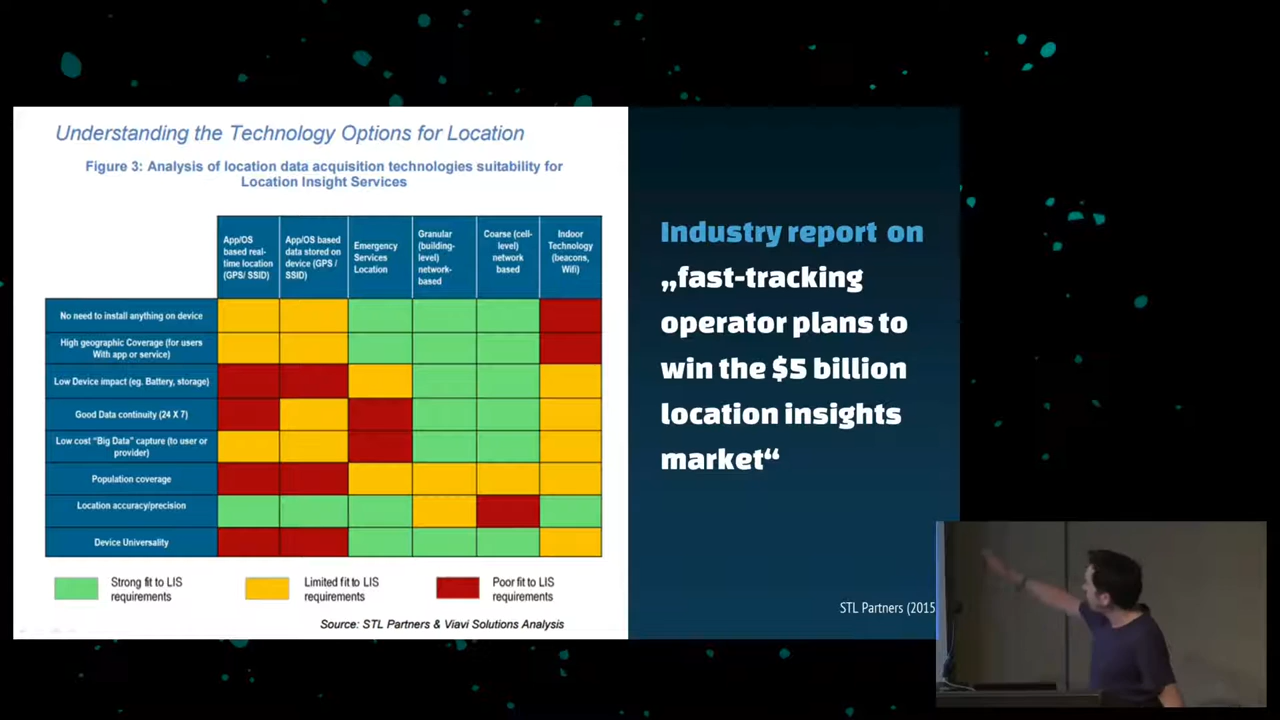 Understanding the Technology Options for Location
Figure 3: Analysis of location data acquisition technologies suitability for
Location Insight Services
App/OS
based real-
time location
(GPS/ SSID)
App/OS based
data stored on
device (GPS /
SSID)
Emergency
Services
Location
Granular
(building-
level)
network-
based
Coarse (cell-
level)
network
based
Indoor
Technology
(beacons,
Wifi)
No need to install anything on device
High geographic Coverage (for users
With app or service)
Low Device impact (eg. Battery, storage)
Good Data continuity (24 X 7)
Low cost “Big Data” capture (to user or
provider)
Population coverage
Location accuracy/precision
Device Universality
Strong fit to LIS
requirements
Limited fit to LIS
requirements
Poor fit to LIS
requirements
Source: STL Partners & Viavi Solutions Analysis
Industry report on
„fast-tracking
operator plans to
win the $5 billion
location insights
market“
STL Partners (2015